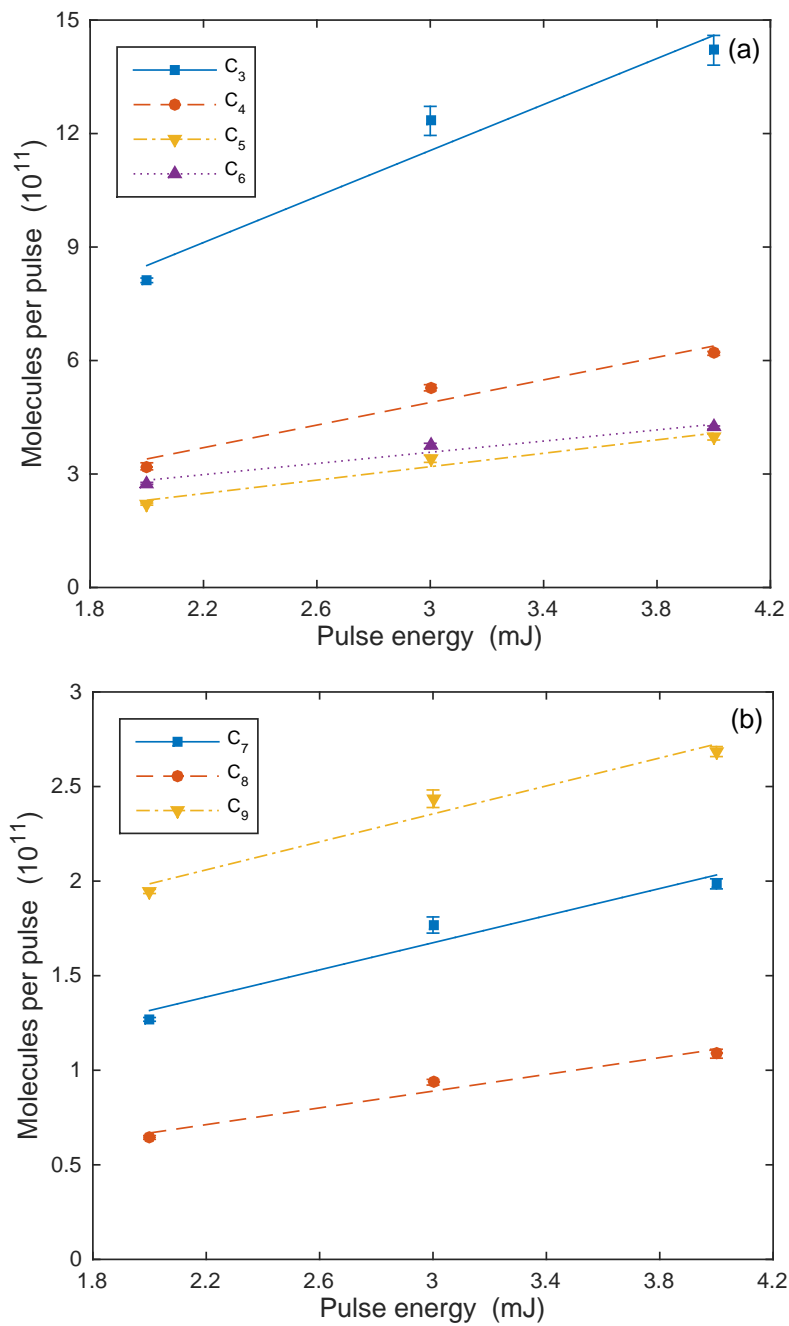 (a)
C3
C4
C5
C6
15
12
9
6
3
0
Molecules per pulse (10^11)
1.8 2.2 2.6 3 3.4 3.8 4.2
Pulse energy (mJ)
(b)
C7
C8
C9
3
2.5
2
1.5
1
0.5
0
Molecules per pulse (10^11)
1.8 2.2 2.6 3 3.4 3.8 4.2
Pulse energy (mJ)